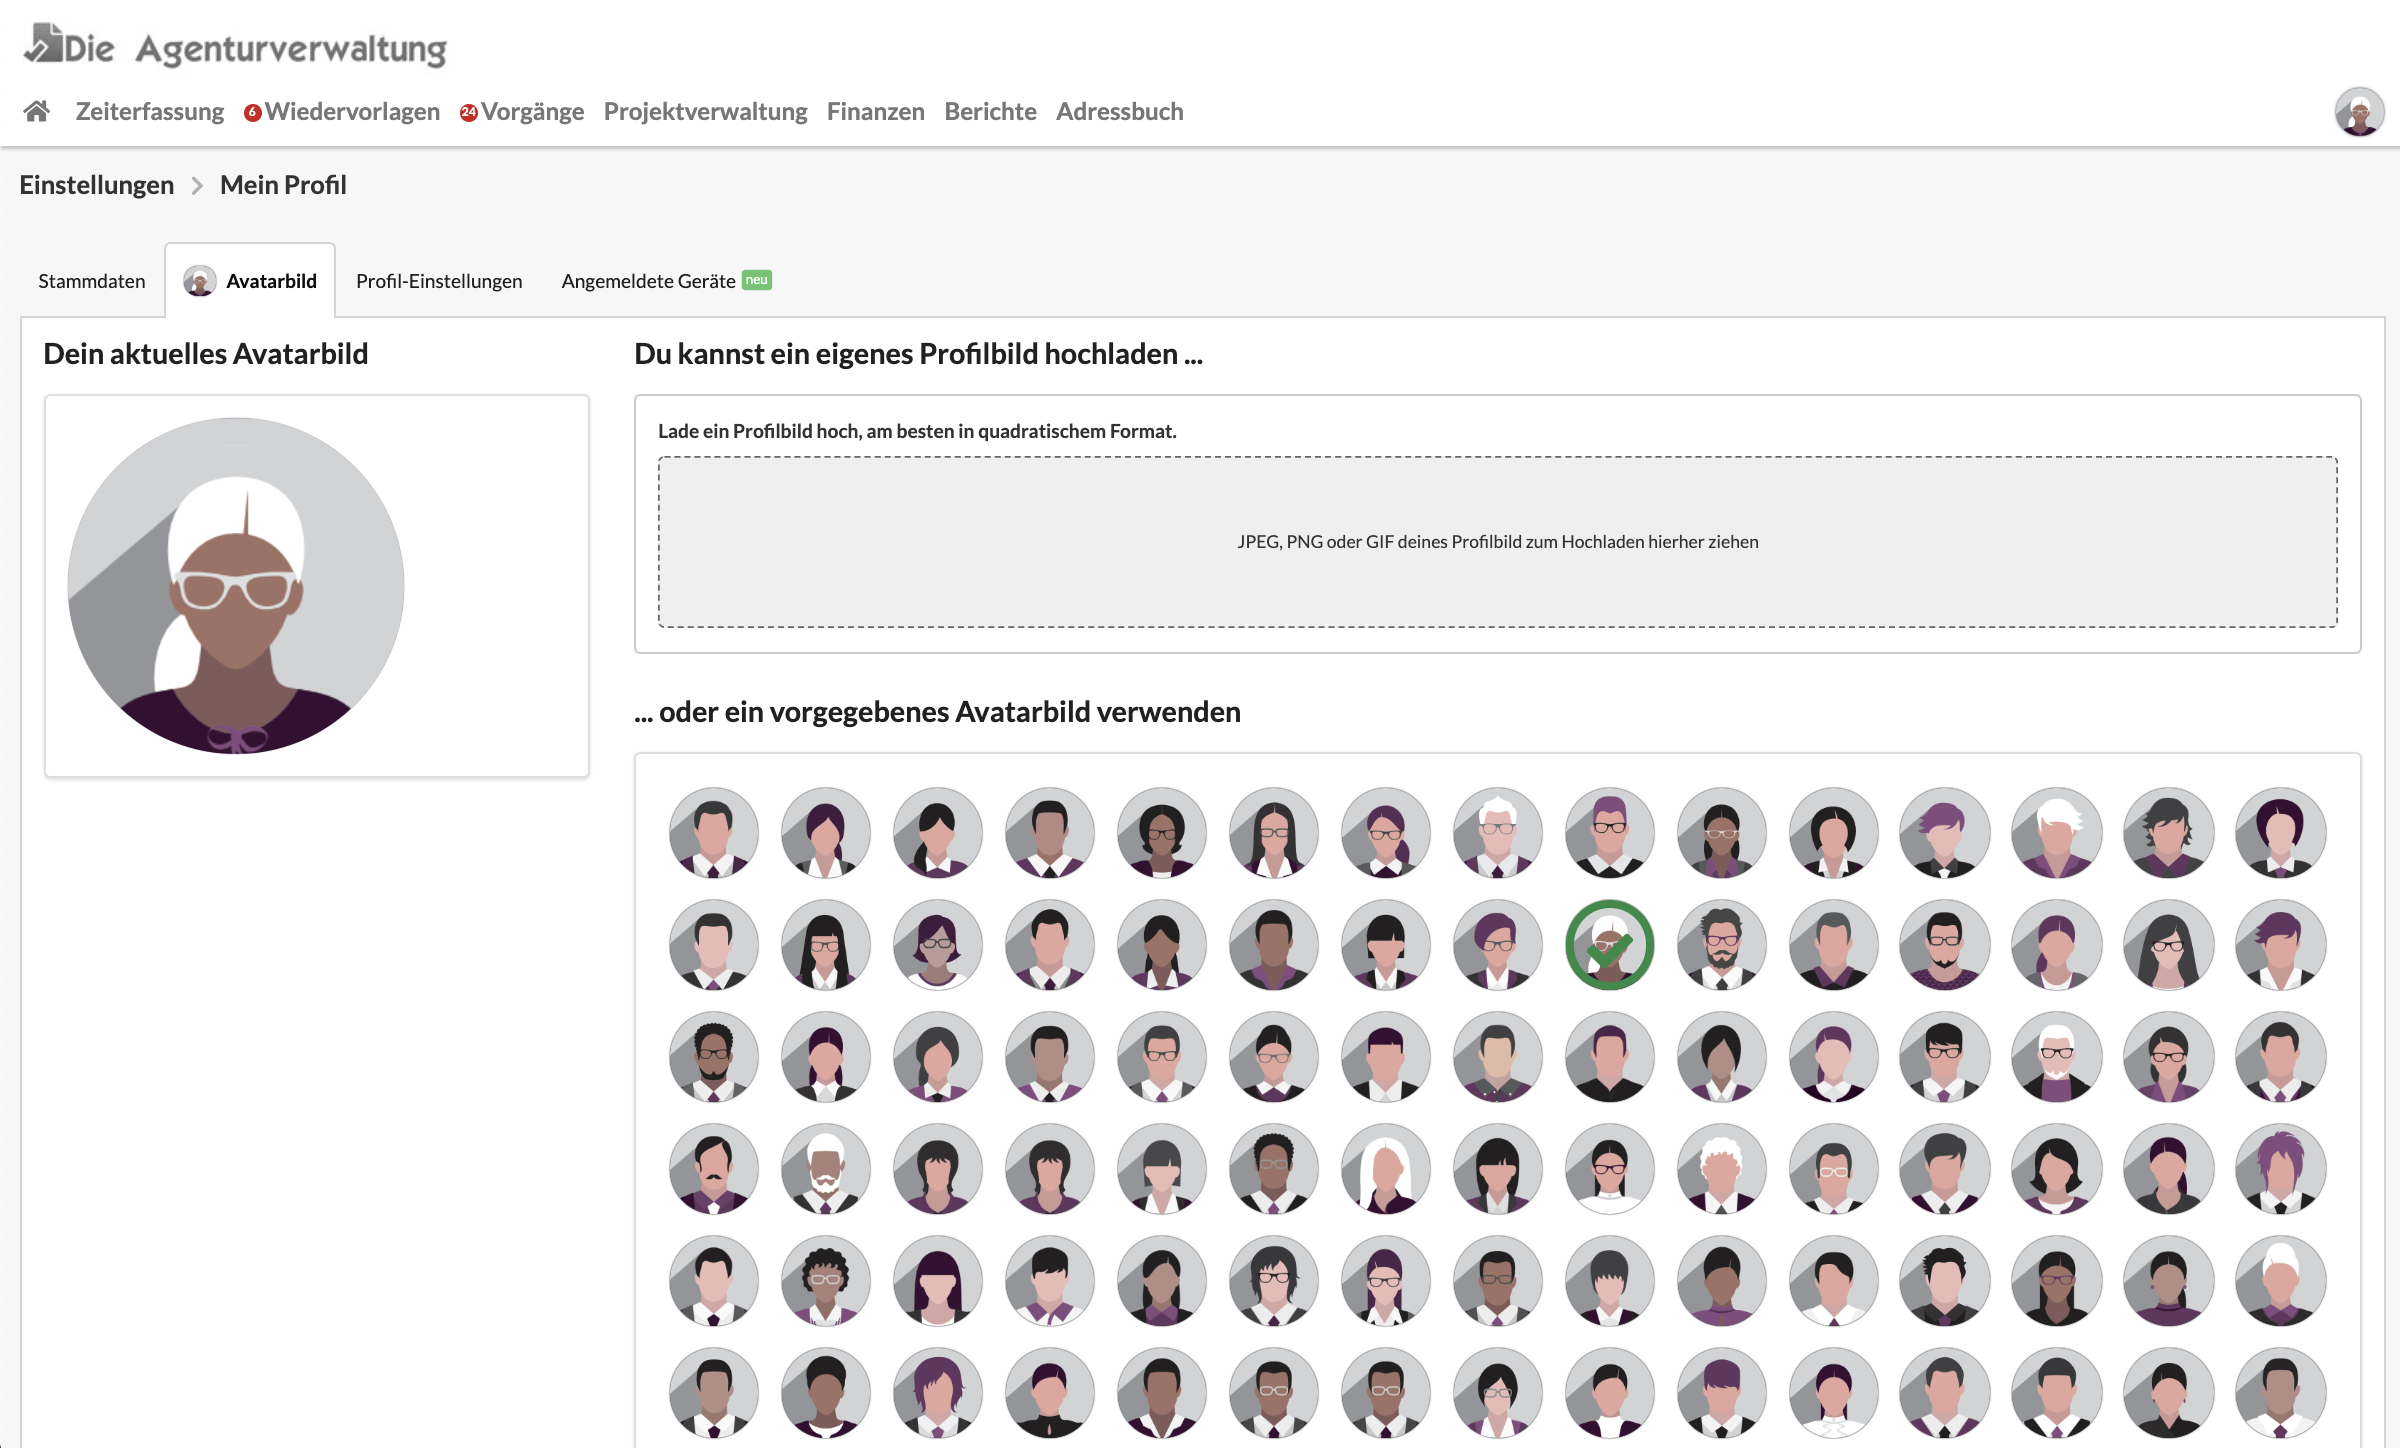 Die Agenturverwaltung
Zeiterfassung 6 Wiedervorlagen 24 Vorgänge Projektverwaltung Finanzen Berichte Adressbuch
Einstellungen Mein Profil
Stammdaten Avatarbild Profil-Einstellungen Angemeldete Geräte neu
Dein aktuelles Avatarbild
Du kannst ein eigenes Profilbild hochladen ...
Lade ein Profilbild hoch, am besten in quadratischem Format.
JPEG, PNG oder GIF deines Profilbild zum Hochladen hierher ziehen
... oder ein vorgegebenes Avatarbild verwenden